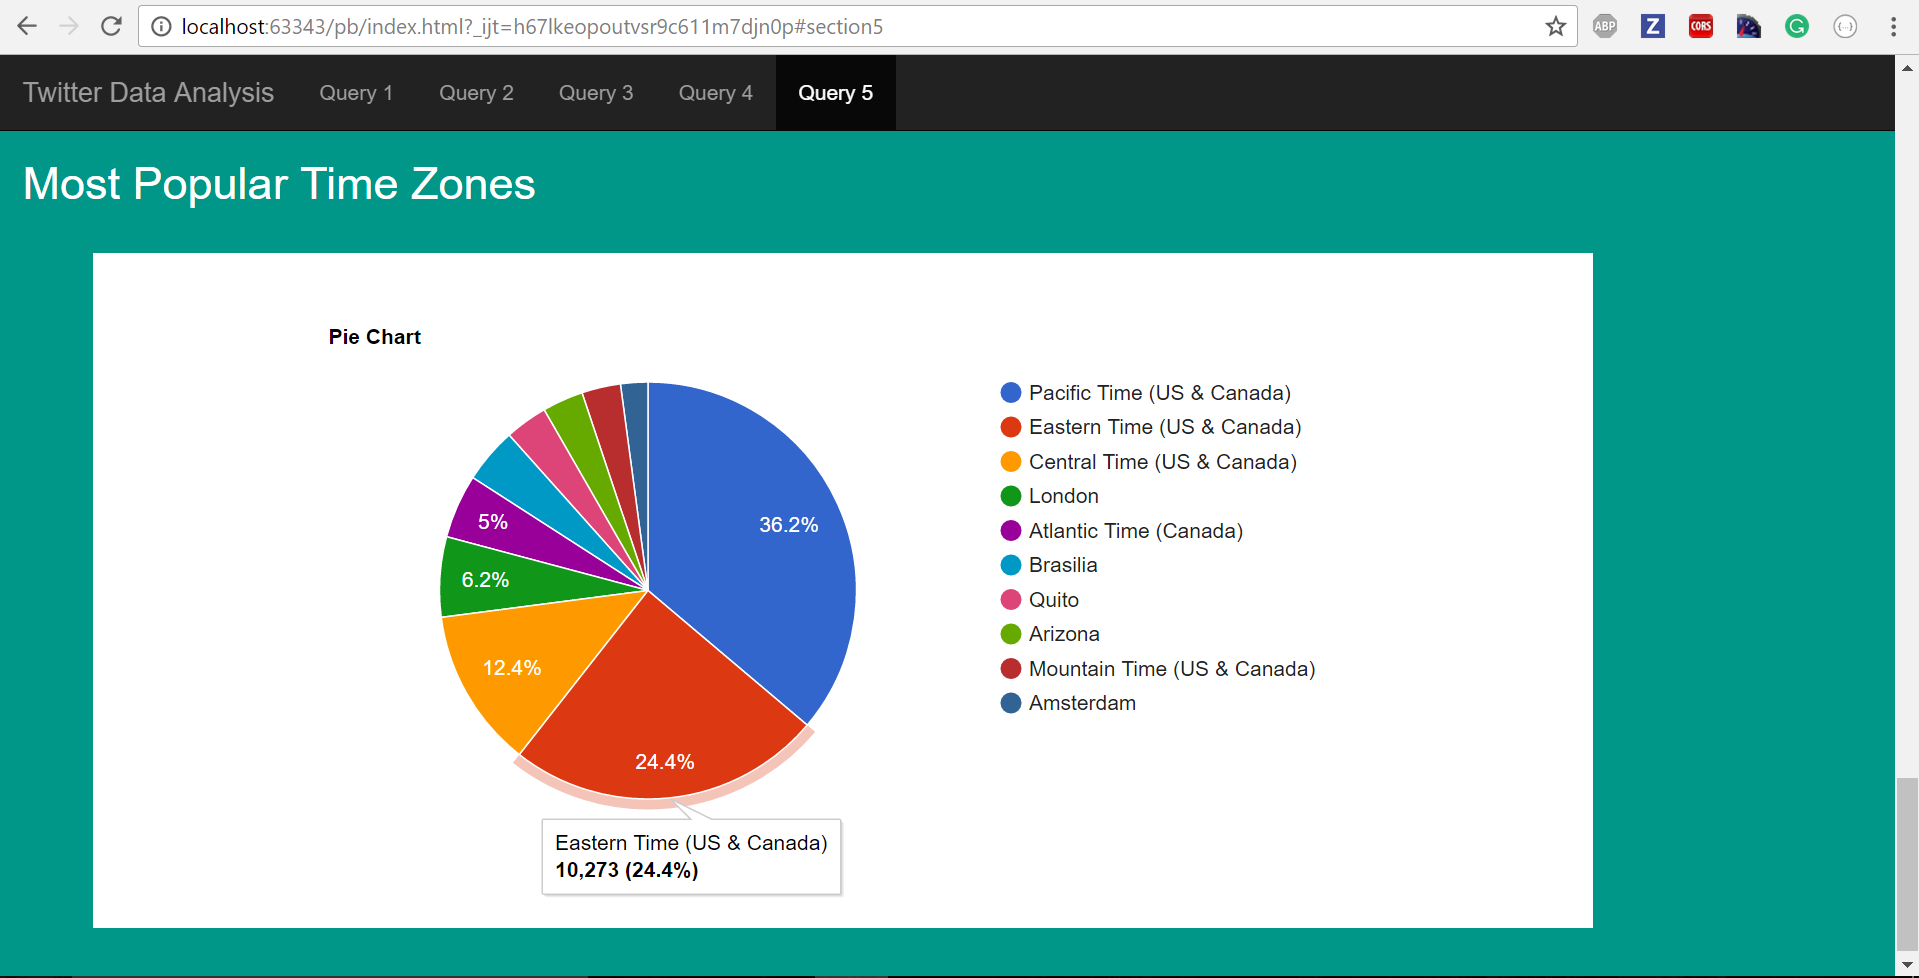 localhost:63343/pb/index.html?_ijt=h67lkeopoutvsr9c611m7djn0p#section5
ABP
Z
CORS
G
{...}
Twitter Data Analysis Query 1 Query 2 Query 3 Query 4 Query 5
Most Popular Time Zones
Pie Chart
36.2%
24.4%
12.4%
6.2%
5%
Pacific Time (US & Canada)
Eastern Time (US & Canada)
Central Time (US & Canada)
London
Atlantic Time (Canada)
Brasilia
Quito
Arizona
Mountain Time (US & Canada)
Amsterdam
Eastern Time (US & Canada)
10,273 (24.4%)